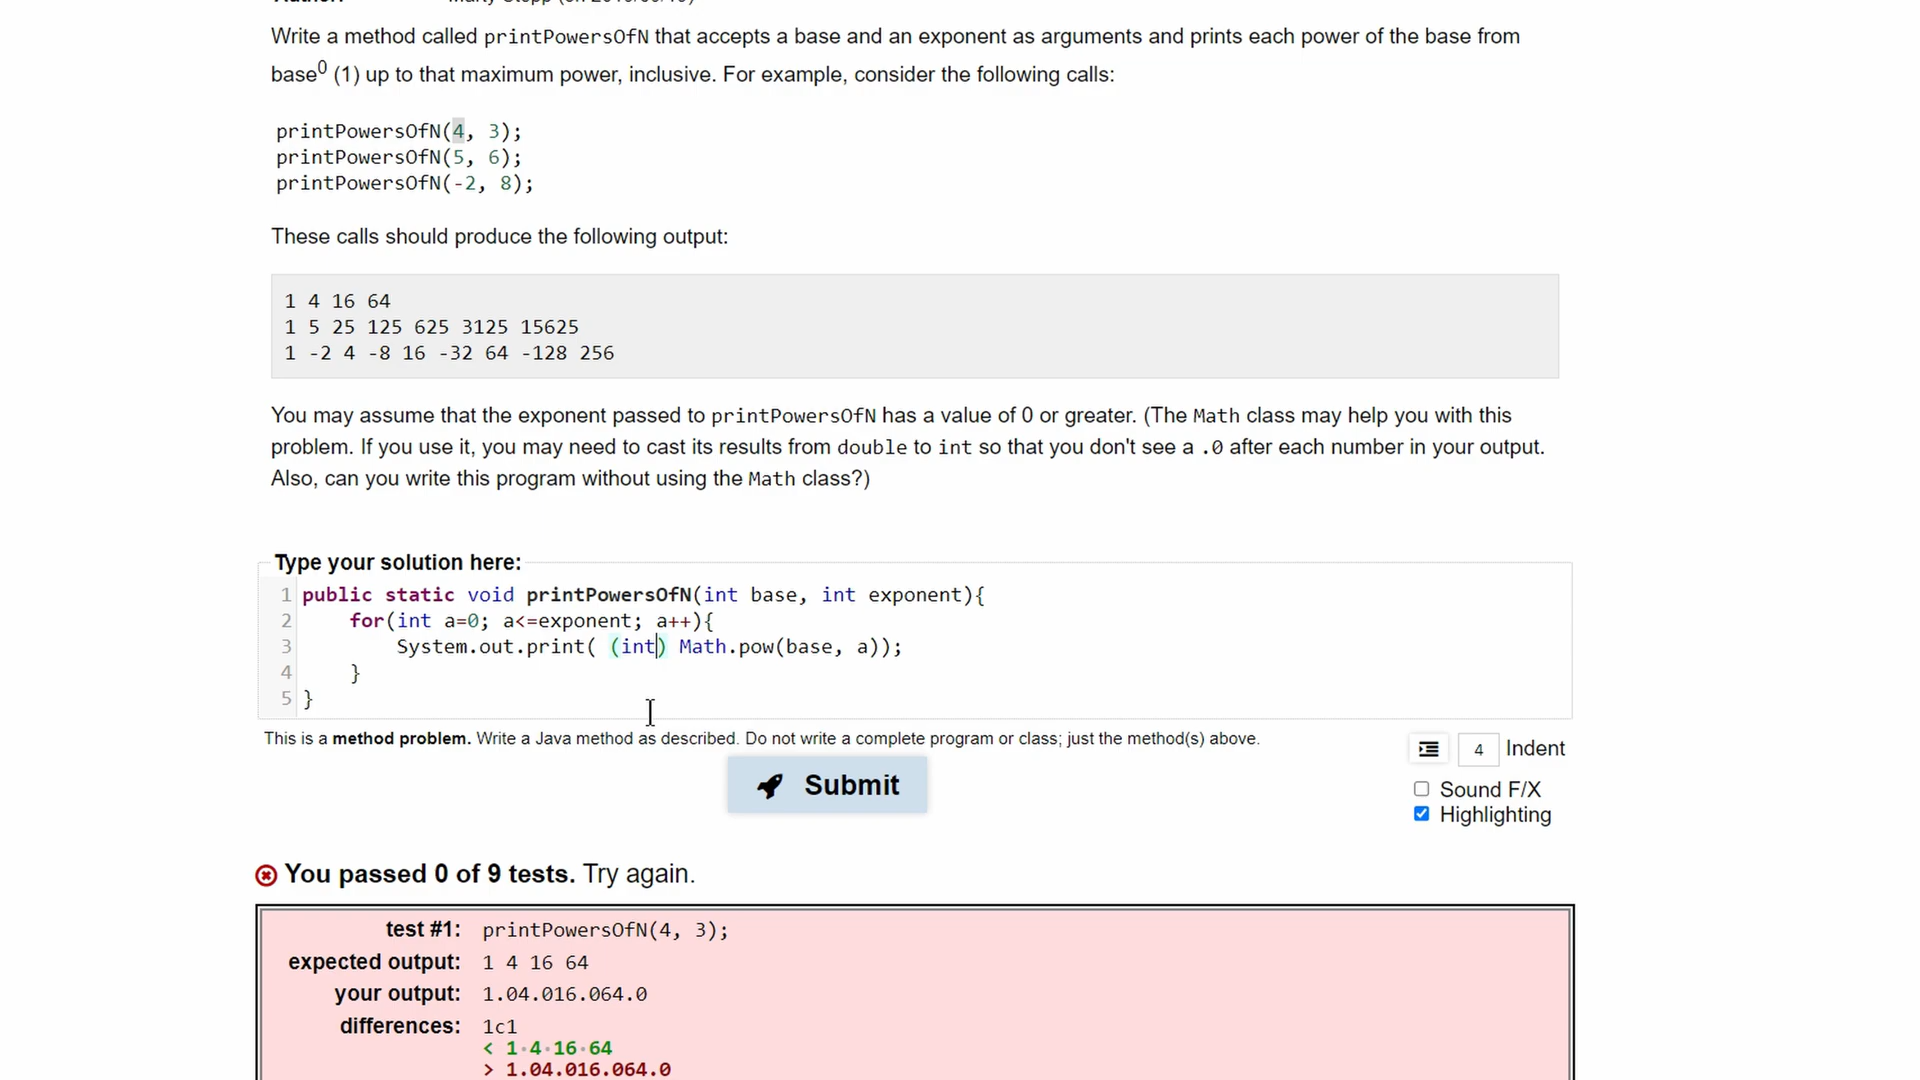 Write a method called printPowersOfN that accepts a base and an exponent as arguments and prints each power of the base from
base0 (1) up to that maximum power, inclusive. For example, consider the following calls:
printPowersOfN(4, 3);
printPowersOfN(5, 6);
printPowersOfN(-2, 8);
These calls should produce the following output:
1 4 16 64
1 5 25 125 625 3125 15625
1 -2 4 -8 16 -32 64 -128 256
You may assume that the exponent passed to printPowersOfN has a value of 0 or greater. (The Math class may help you with this
problem. If you use it, you may need to cast its results from double to int so that you don't see a .0 after each number in your output.
Also, can you write this program without using the Math class?)
Type your solution here:
1 public static void printPowersOfN(int base, int exponent){
2 for(int a=0; a<=exponent; a++){
3 System.out.print( (int) Math.pow(base, a));
4 }
5 }
This is a method problem. Write a Java method as described. Do not write a complete program or class; just the method(s) above.
4 Indent
Submit
Sound F/X
Highlighting
You passed 0 of 9 tests. Try again.
test #1: printPowersOfN(4, 3);
expected output: 1 4 16 64
your output: 1.04.016.064.0
differences: 1c1
< 1·4·16·64
> 1.04.016.064.0